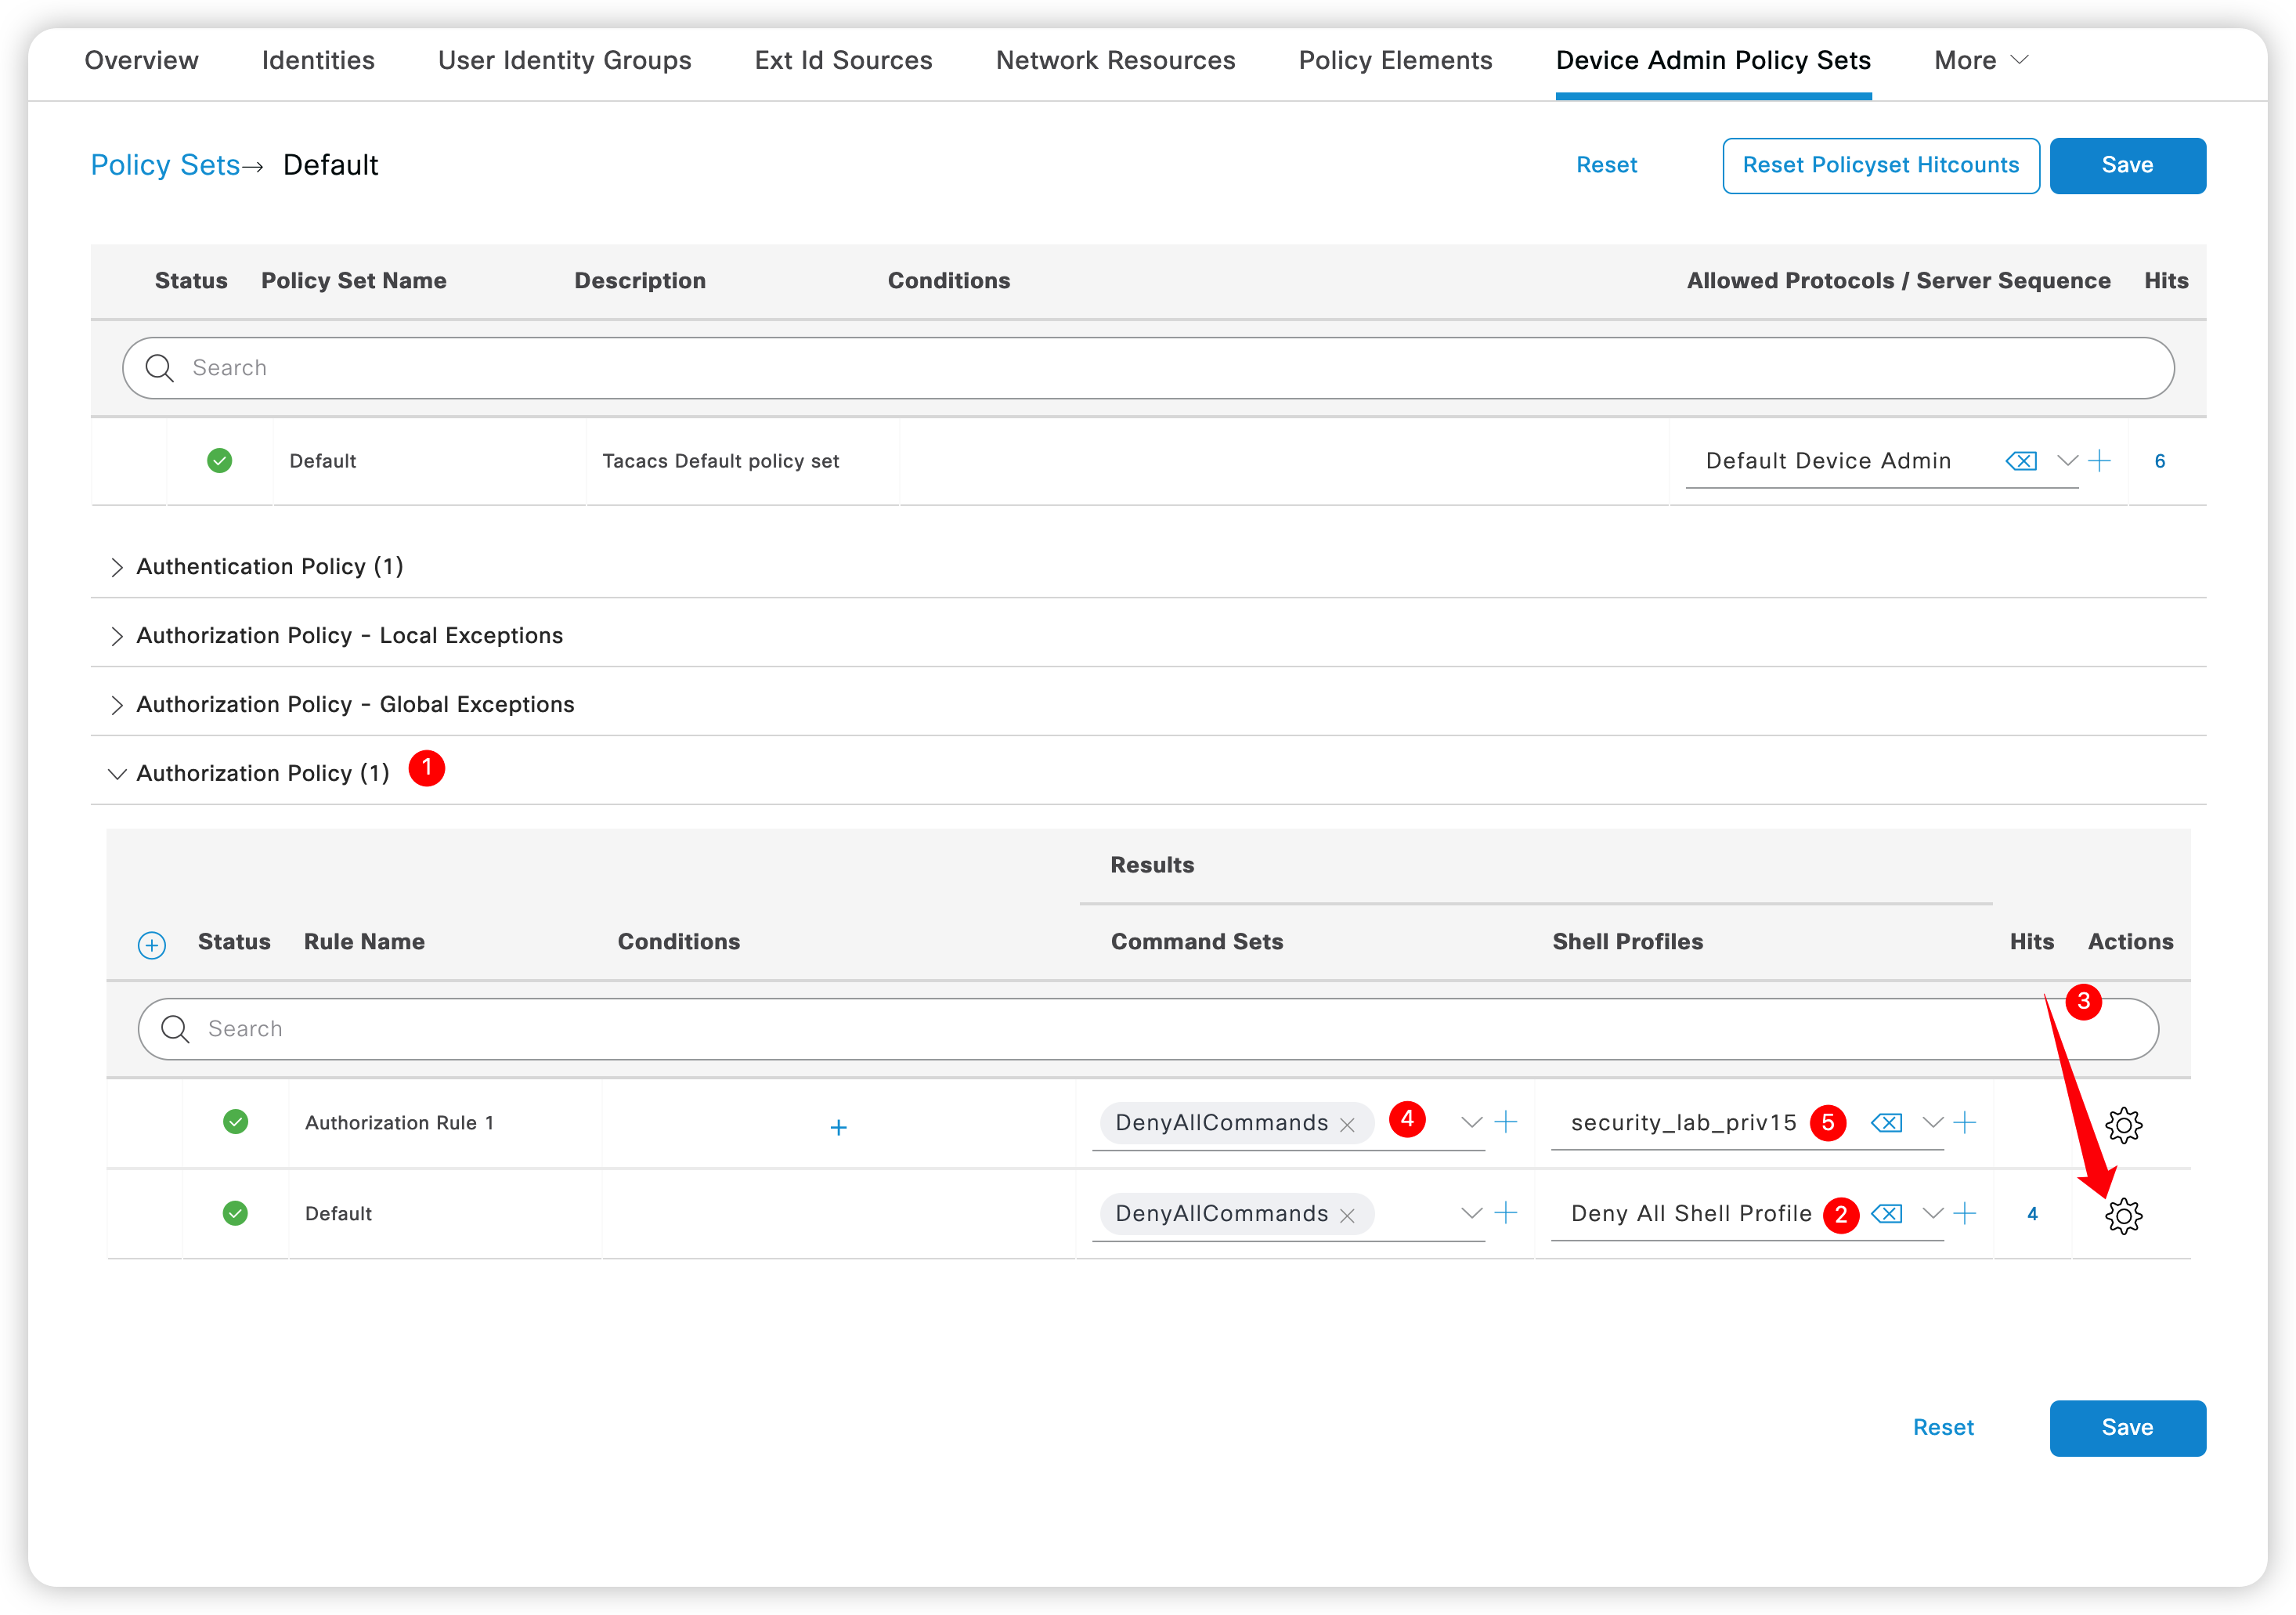 Overview Identities User Identity Groups Ext Id Sources Network Resources Policy Elements Device Admin Policy Sets More
Policy Sets→ Default Reset Reset Policyset Hitcounts Save
Status Policy Set Name Description Conditions Allowed Protocols / Server Sequence Hits
Search
Default Tacacs Default policy set Default Device Admin 6
Authentication Policy (1)
Authorization Policy - Local Exceptions
Authorization Policy - Global Exceptions
Authorization Policy (1) 1
Results
Status Rule Name Conditions Command Sets Shell Profiles Hits Actions
3
Search
Authorization Rule 1 + DenyAllCommands 4 security_lab_priv15 5
Default DenyAllCommands Deny All Shell Profile 2 4
Reset Save